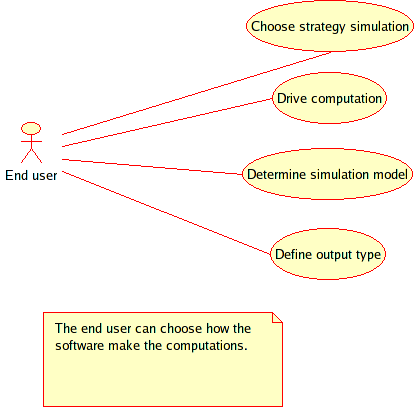 Choose strategy simulation
Drive computation
End user
Determine simulation model
Define output type
The end user can choose how the
software make the computations.